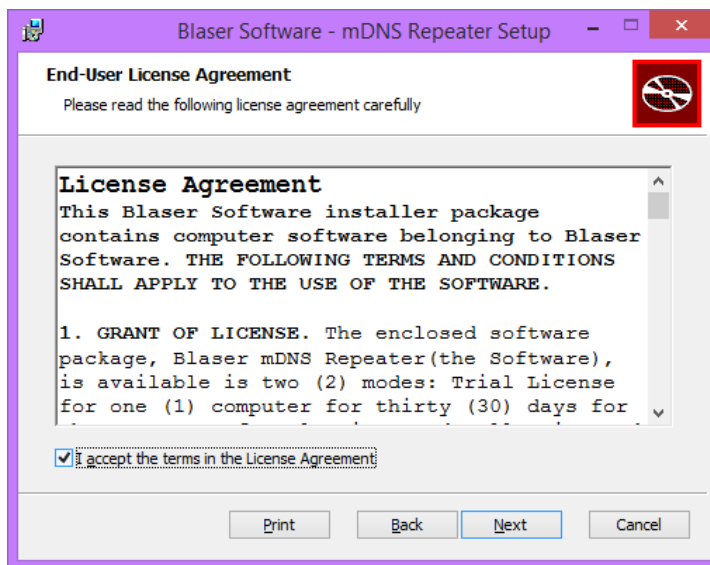 Blaser Software - mDNS Repeater Setup
End-User License Agreement
Please read the following license agreement carefully
License Agreement
This Blaser Software installer package
contains computer software belonging to Blaser
Software. THE FOLLOWING TERMS AND CONDITIONS
SHALL APPLY TO THE USE OF THE SOFTWARE.
1. GRANT OF LICENSE. The enclosed software
package, Blaser mDNS Repeater(the Software),
is available is two (2) modes: Trial License
for one (1) computer for thirty (30) days for
I accept the terms in the License Agreement
Print
Back
Next
Cancel